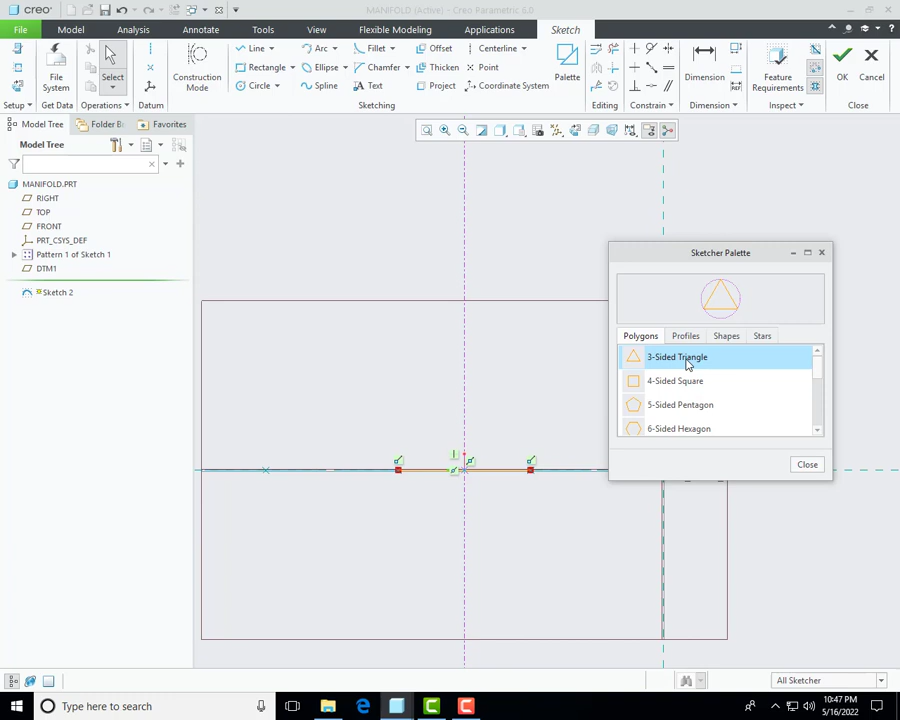 creo
MANIFOLD (Active) - Creo Parametric 6.0
File Model Analysis Annotate Tools View Flexible Modeling Applications Sketch
Line Arc Fillet Offset Centerline
Rectangle Ellipse Chamfer Thicken Point
Circle Spline Text Project Coordinate System
File System
Select
Construction Mode
Palette
Dimension
Feature Requirements
OK Cancel
Setup Get Data Operations Datum Sketching Editing Constrain Dimension Inspect Close
Model Tree Folder B Favorites
Model Tree
MANIFOLD.PRT
RIGHT
TOP
FRONT
PRT_CSYS_DEF
Pattern 1 of Sketch 1
DTM1
Sketch 2
Sketcher Palette
Polygons Profiles Shapes Stars
3-Sided Triangle
4-Sided Square
5-Sided Pentagon
6-Sided Hexagon
Close
All Sketcher
Type here to search
10:47 PM
5/16/2022